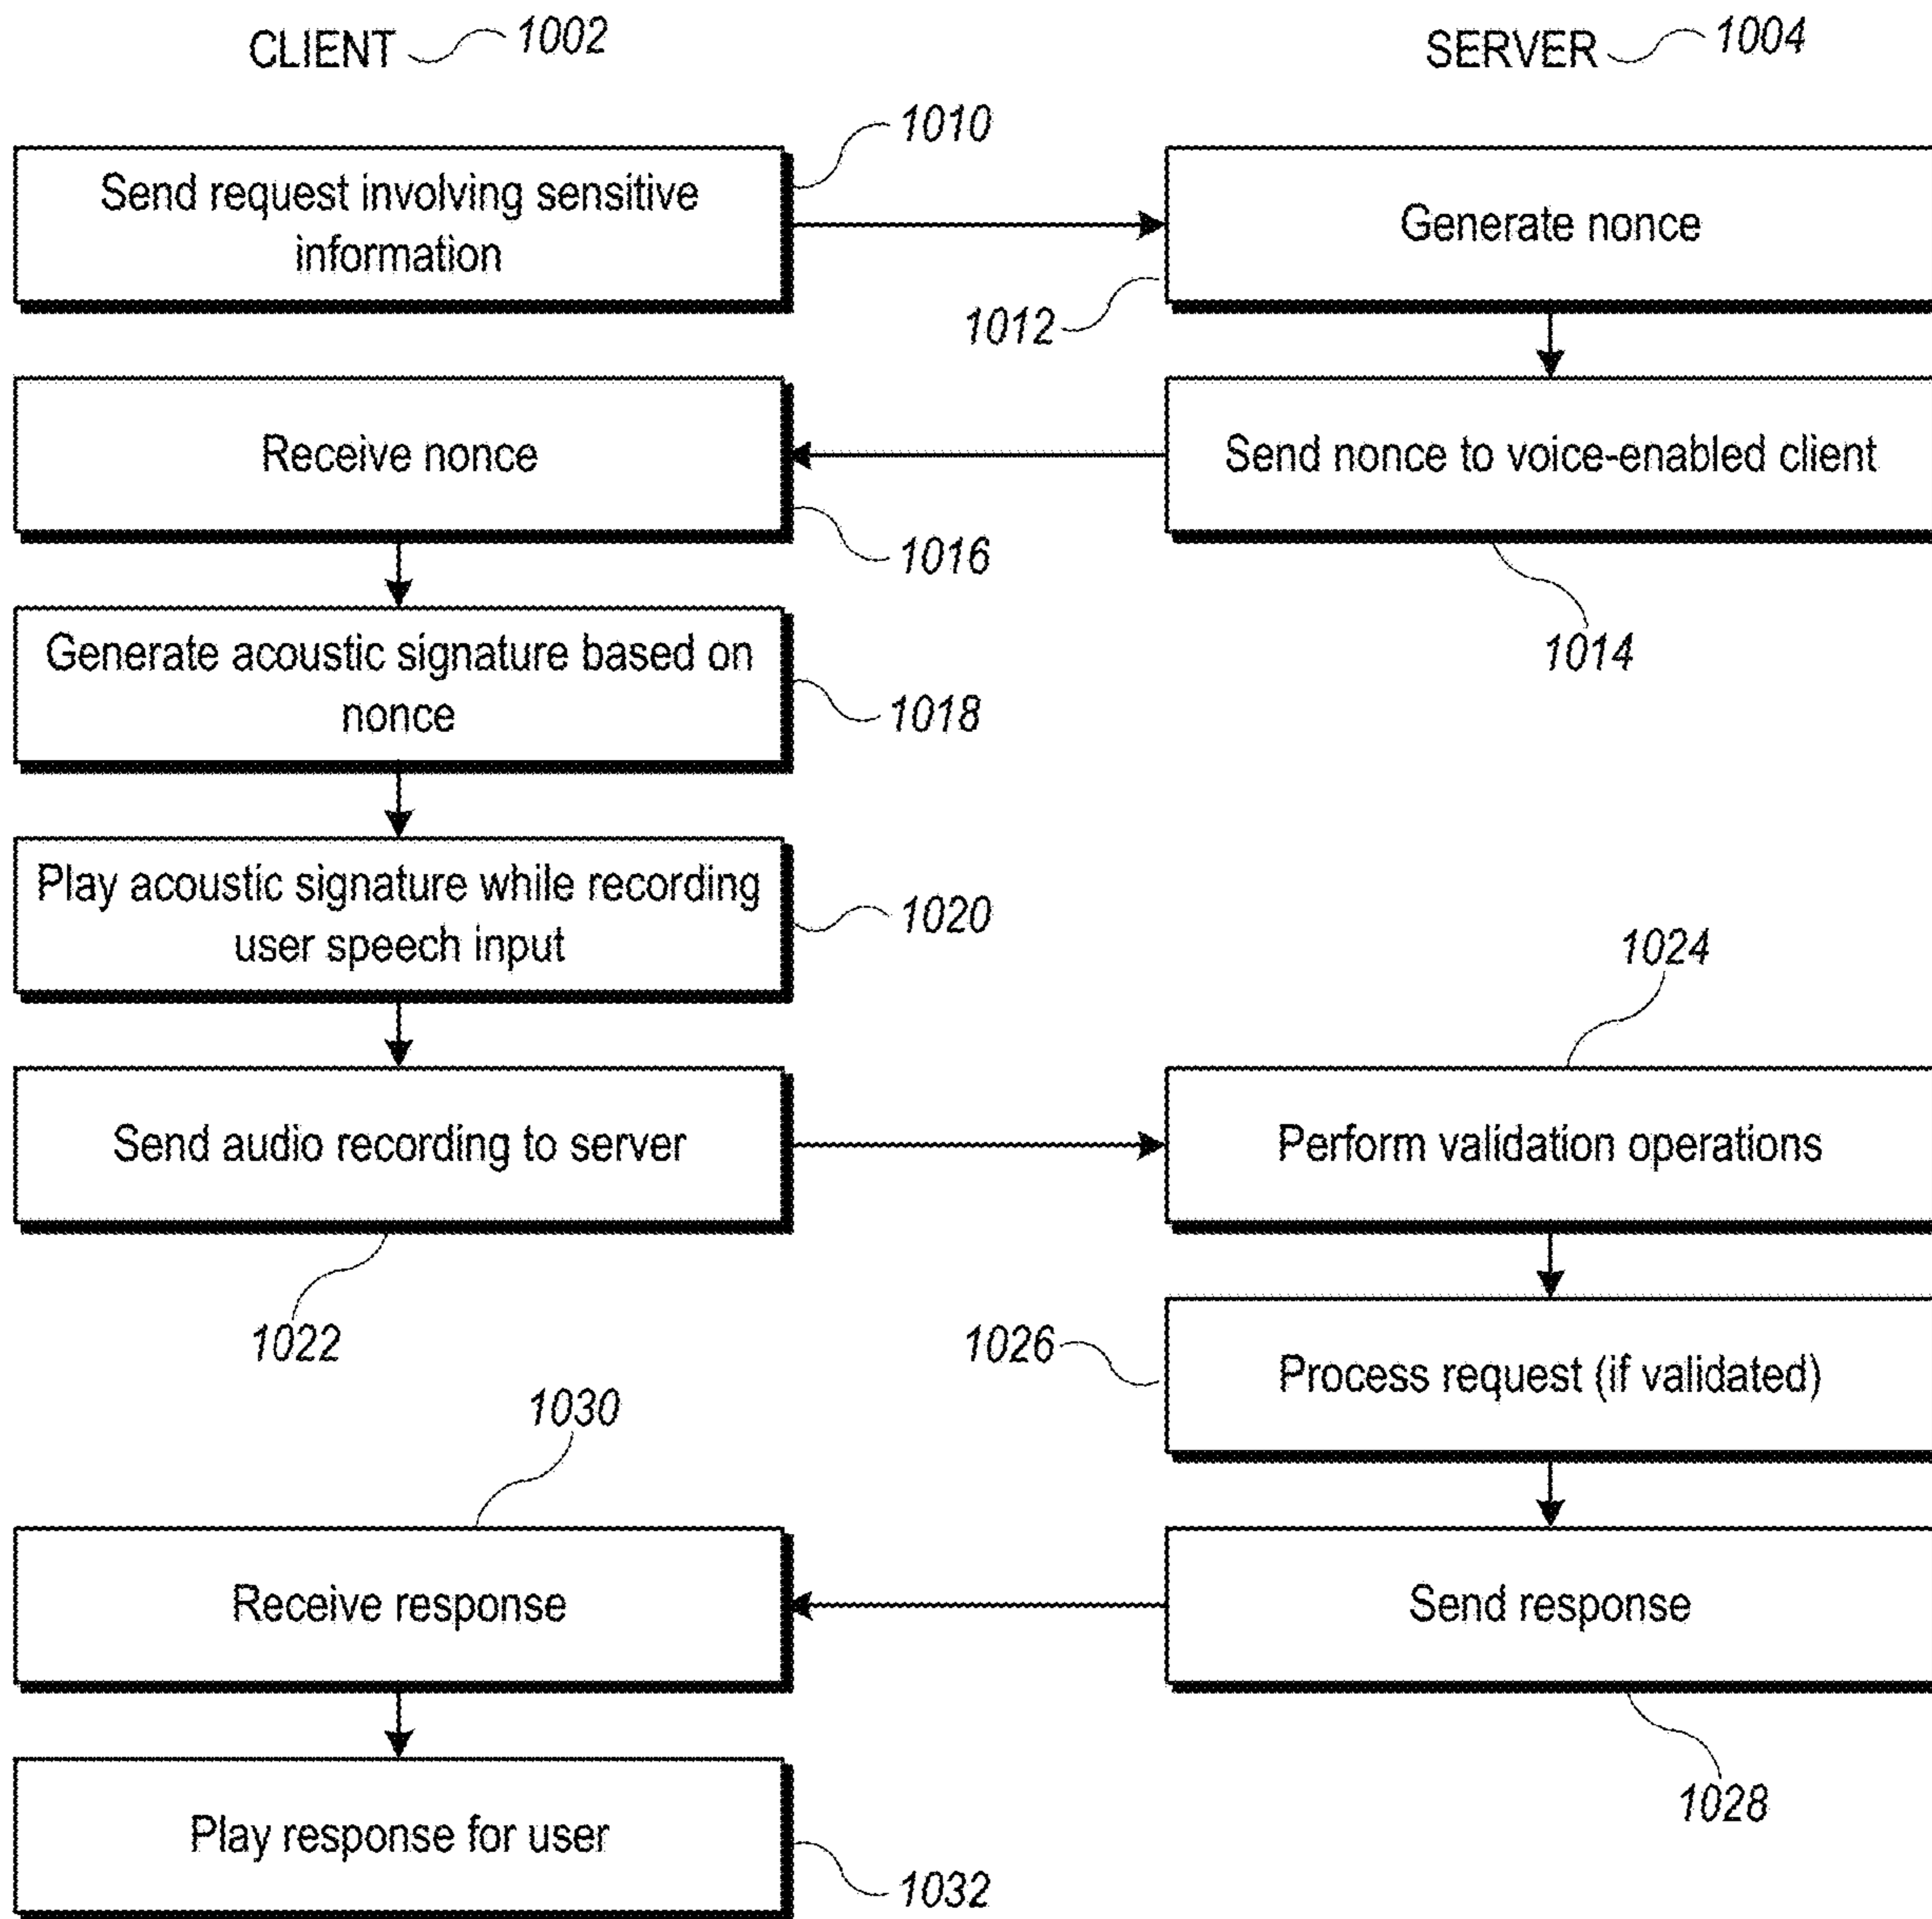 CLIENT 1002
SERVER 1004
1010
Send request involving sensitive
information
Generate nonce
1012
Receive nonce
Send nonce to voice-enabled client
1016
1014
Generate acoustic signature based on
nonce
1018
Play acoustic signature while recording
user speech input
1020
1024
Send audio recording to server
Perform validation operations
1022
1026
Process request (if validated)
1030
Receive response
Send response
1028
Play response for user
1032